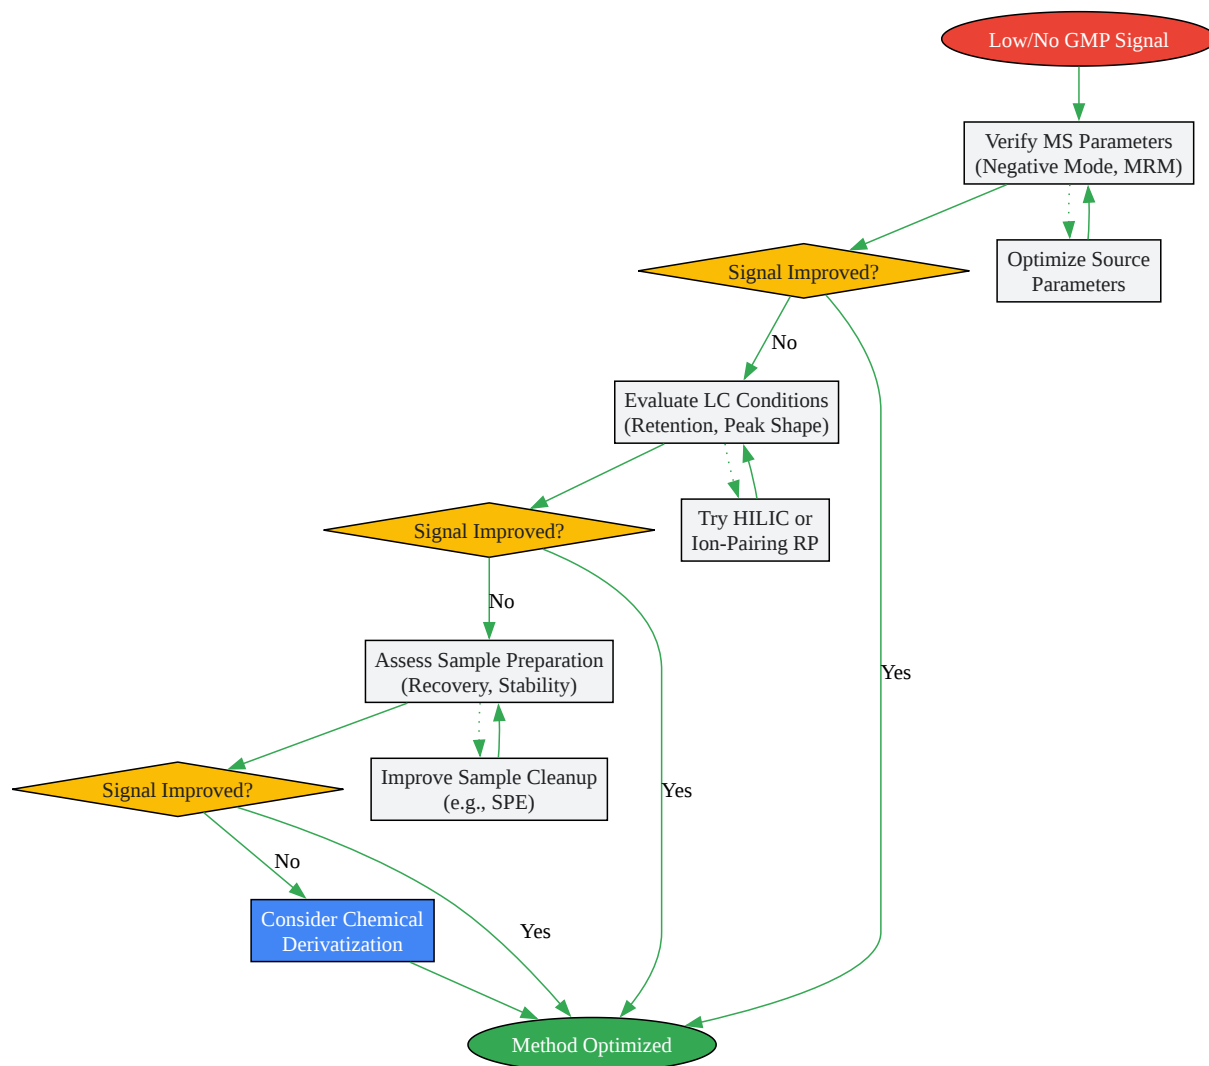 Low/No GMP Signal
Verify MS Parameters
(Negative Mode, MRM)
Optimize Source
Parameters
Signal Improved?
No
Evaluate LC Conditions
(Retention, Peak Shape)
Try HILIC or
Ion-Pairing RP
Signal Improved?
No
Yes
Assess Sample Preparation
(Recovery, Stability)
Improve Sample Cleanup
(e.g., SPE)
Signal Improved?
Yes
No
Consider Chemical
Derivatization
Yes
Method Optimized